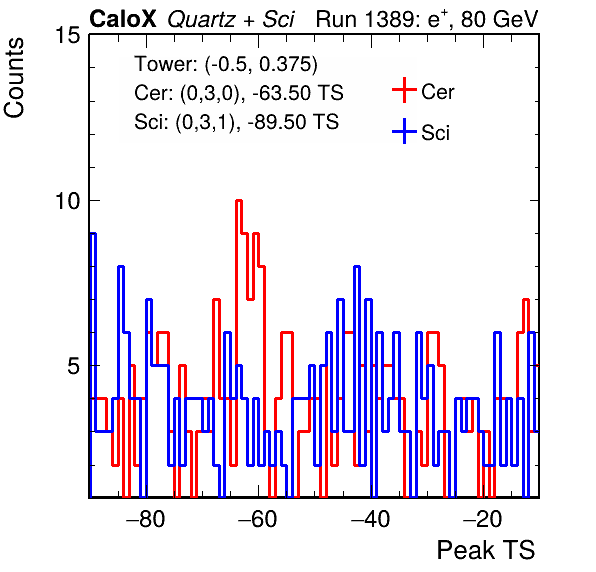 CaloX Quartz + Sci Run 1389: e⁺, 80 GeV
Counts
15
10
5
Tower: (-0.5, 0.375)
Cer: (0,3,0), -63.50 TS
Sci: (0,3,1), -89.50 TS
Cer
Sci
−80 −60 −40 −20
Peak TS